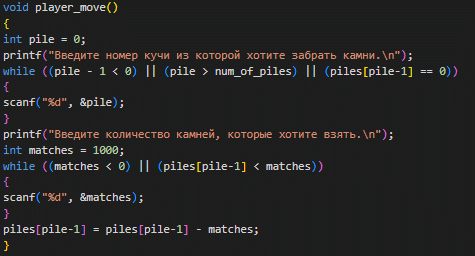 void player_move()
{
int pile = 0;
printf("Введите номер кучи из которой хотите забрать камни.\n");
while ((pile - 1 < 0) || (pile > num_of_piles) || (piles[pile-1] == 0))
{
scanf("%d", &pile);
}
printf("Введите количество камней, которые хотите взять.\n");
int matches = 1000;
while ((matches < 0) || (piles[pile-1] < matches))
{
scanf("%d", &matches);
}
piles[pile-1] = piles[pile-1] - matches;
}